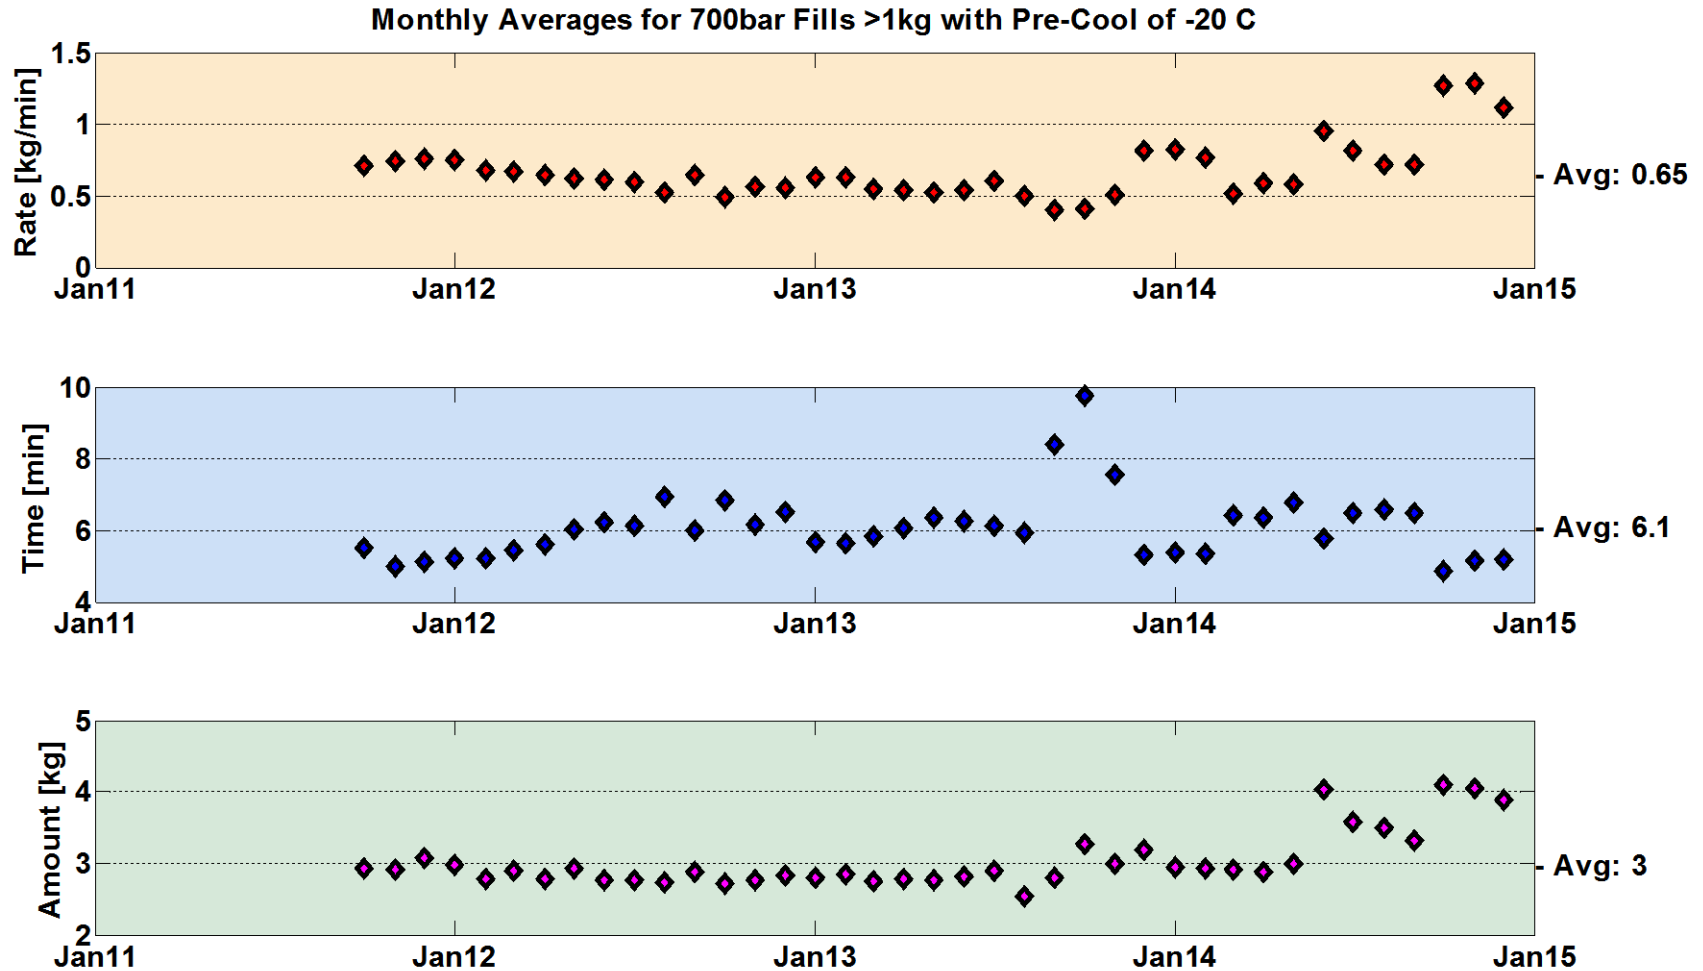 Monthly Averages for 700bar Fills >1kg with Pre-Cool of -20 C
Rate [kg/min]
1.5
1
0.5
0
Jan11 Jan12 Jan13 Jan14 Jan15
Avg: 0.65
Time [min]
10
8
6
4
Jan11 Jan12 Jan13 Jan14 Jan15
Avg: 6.1
Amount [kg]
5
4
3
2
Jan11 Jan12 Jan13 Jan14 Jan15
Avg: 3